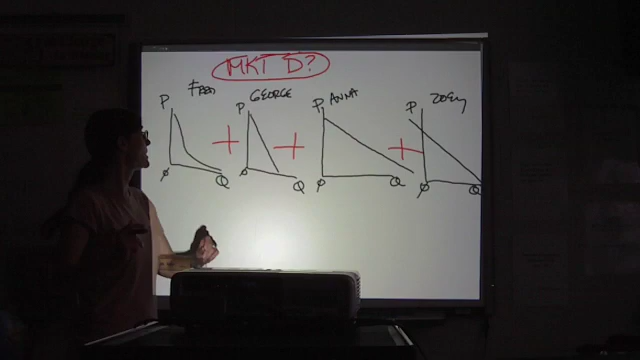 MKT D?
FRED GEORGE ANNA ZOEY
P P P P
+ + +
Ø Q Ø Q Ø Q Ø Q